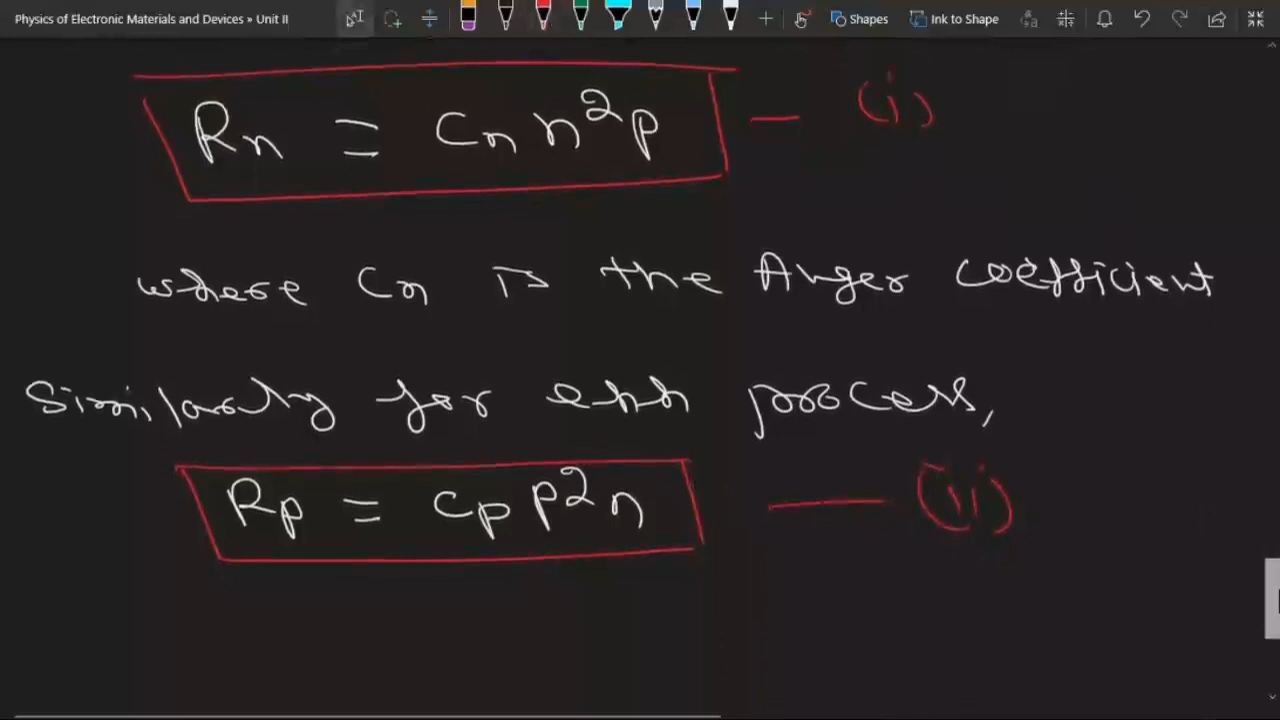 Physics of Electronic Materials and Devices » Unit II
Shapes
Ink to Shape
Rn = Cn n²p — (i)
where Cn is the Auger coefficient
Similarly for ehh process,
Rp = Cp p²n — (ii)